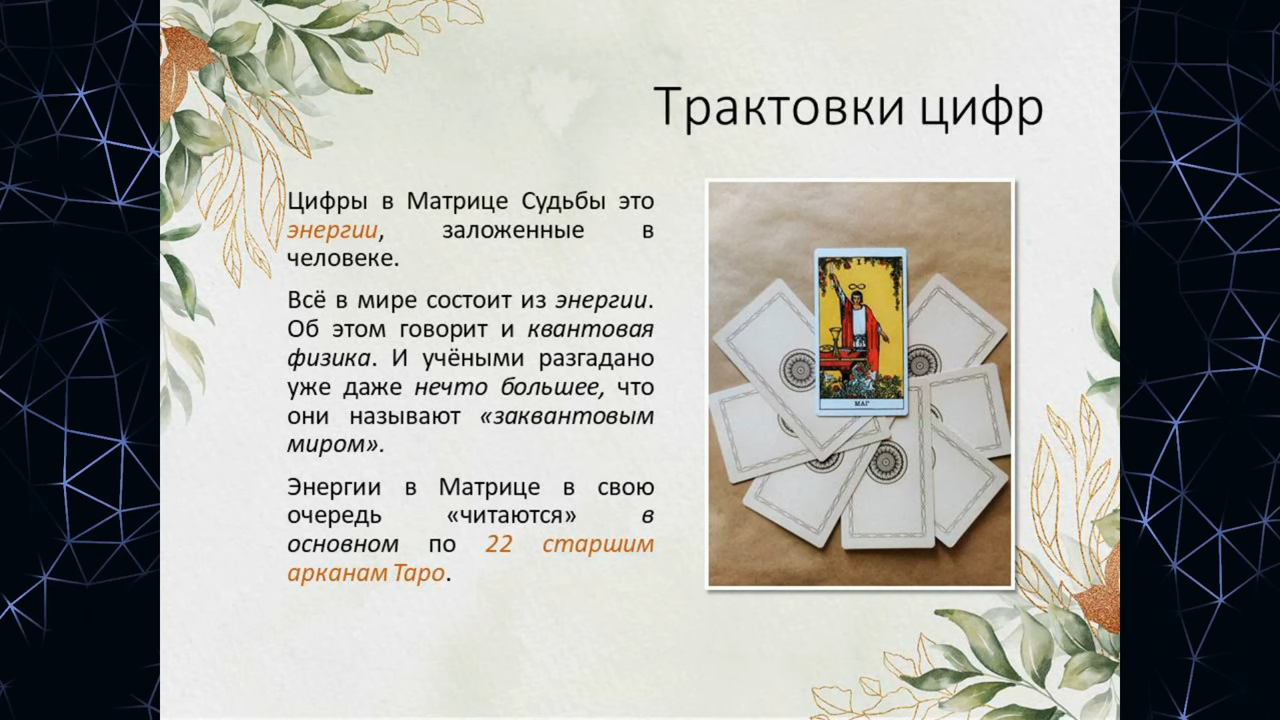 Трактовки цифр
Цифры в Матрице Судьбы это
энергии, заложенные в
человеке.
Всё в мире состоит из энергии.
Об этом говорит и квантовая
физика. И учёными разгадано
уже даже нечто большее, что
они называют «заквантовым
миром».
Энергии в Матрице в свою
очередь «читаются» в
основном по 22 старшим
арканам Таро.
I
МАГ